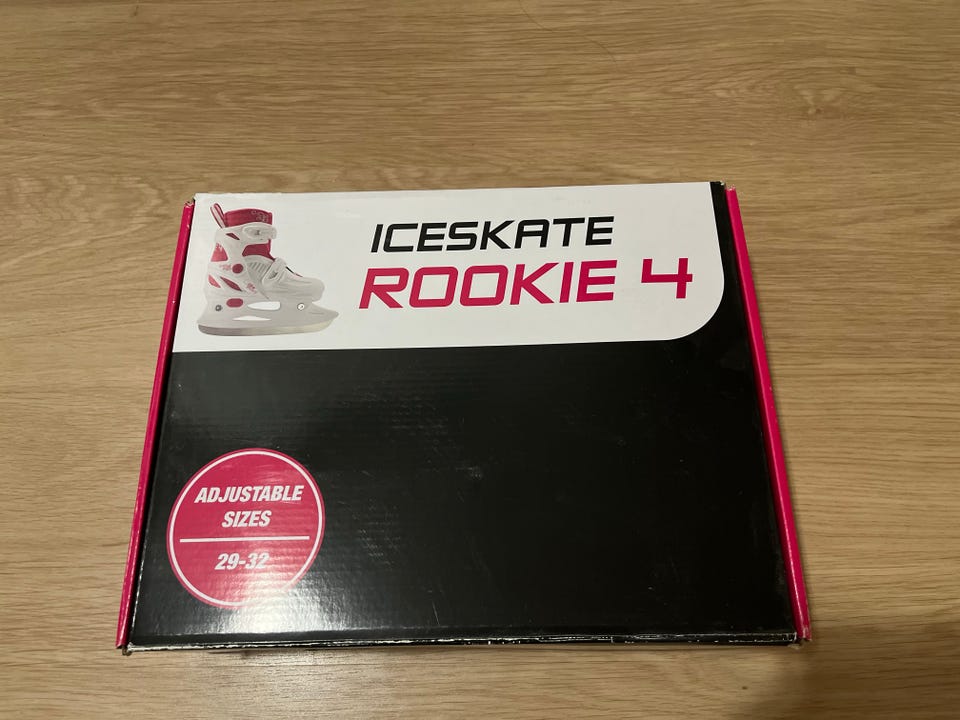 ICESKATE
ROOKIE 4
ADJUSTABLE
SIZES
29-32